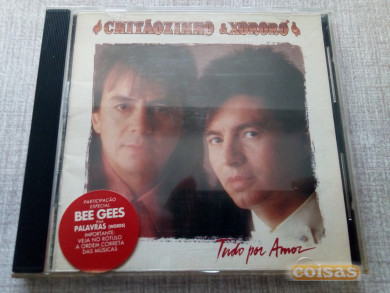 CHITÃOZINHO & XORORÓ
PARTICIPAÇÃO
ESPECIAL
BEE GEES
PALAVRAS (WORDS)
IMPORTANTE:
VEJA NO RÓTULO
A ORDEM CORRETA
DAS MÚSICAS
Tudo por Amor
coisas